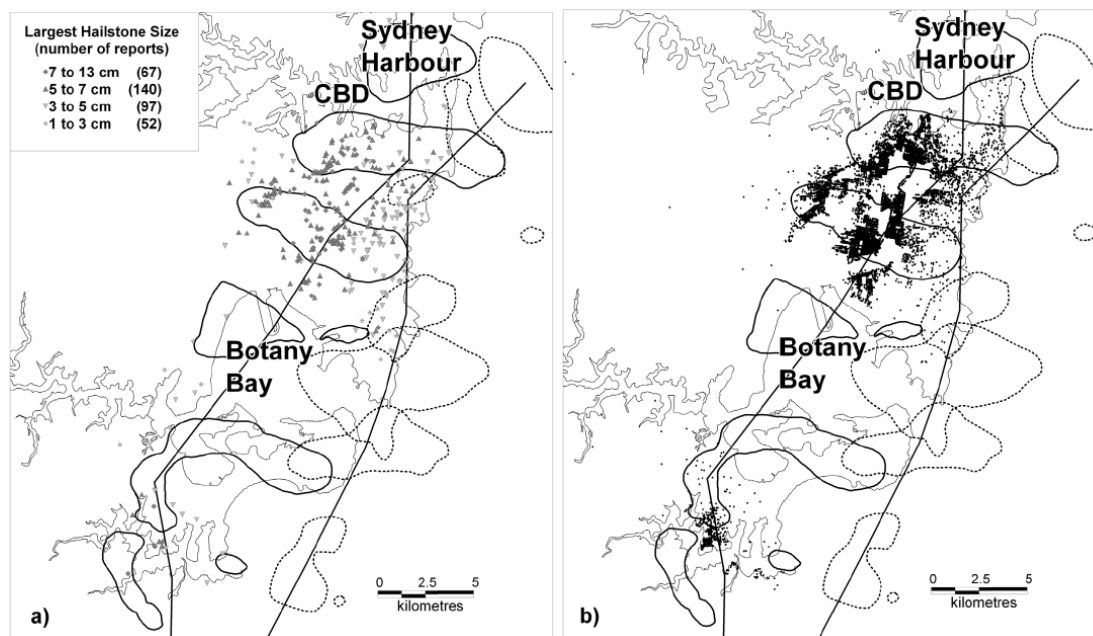 Largest Hailstone Size
(number of reports)
7 to 13 cm (67)
5 to 7 cm (140)
3 to 5 cm (97)
1 to 3 cm (52)
Sydney
Harbour
CBD
Botany
Bay
0 2.5 5
kilometres
a)
Sydney
Harbour
CBD
Botany
Bay
0 2.5 5
kilometres
b)